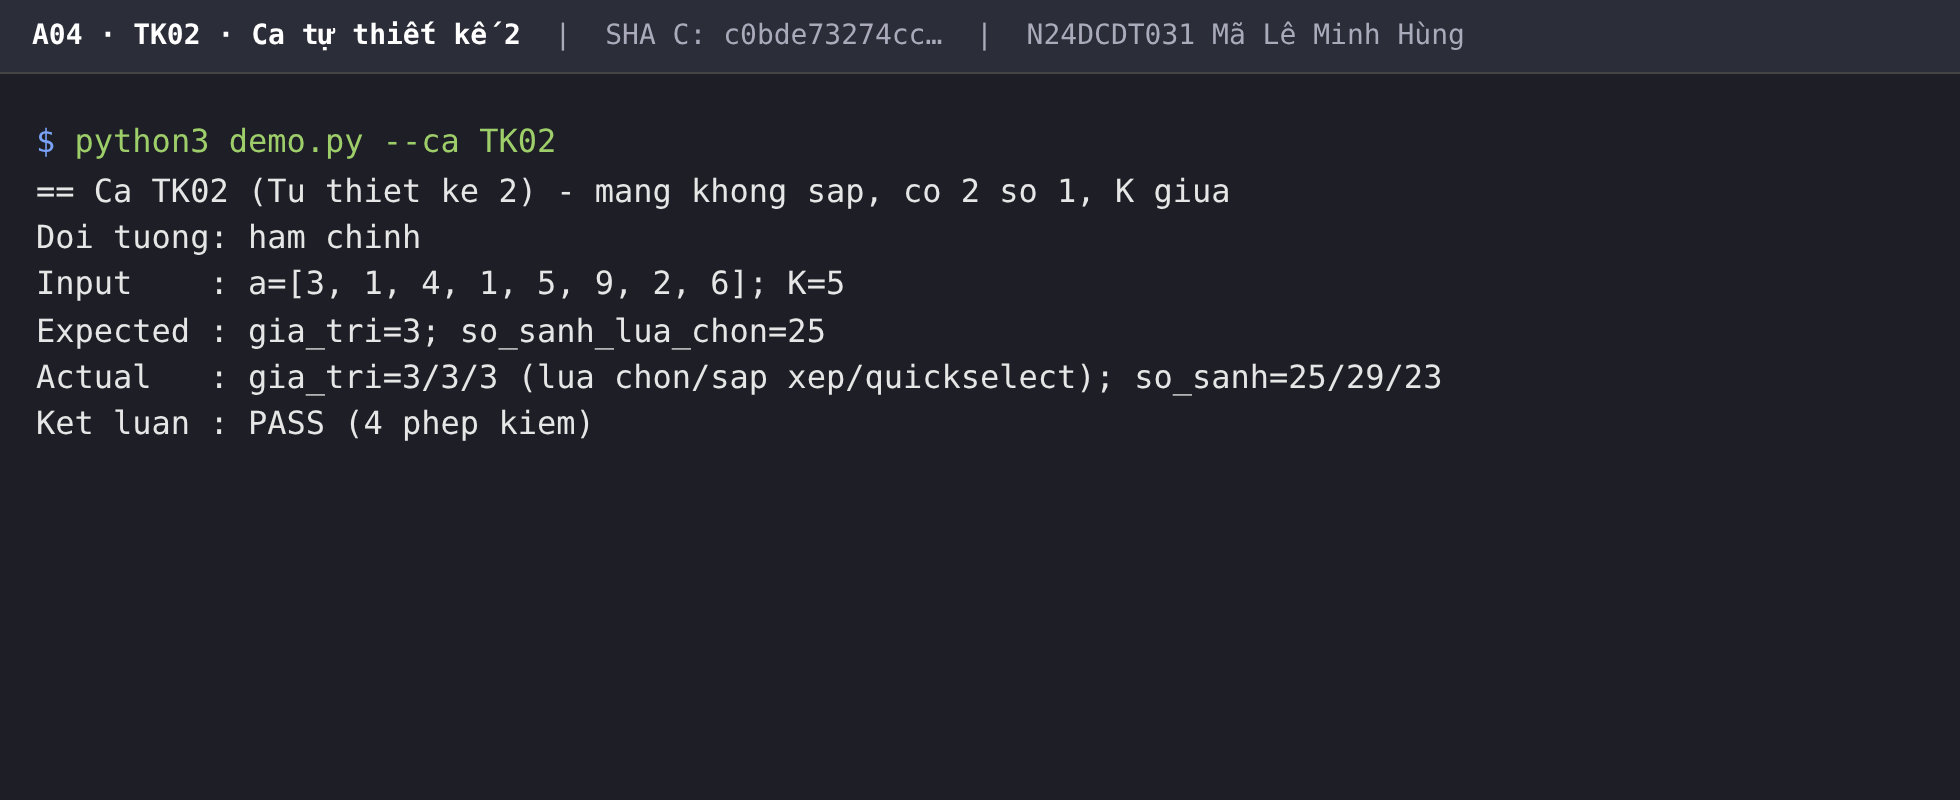 A04 · TK02 · Ca tự thiết kế 2 | SHA C: c0bde73274cc… | N24DCDT031 Mã Lê Minh Hùng
$ python3 demo.py --ca TK02
== Ca TK02 (Tu thiet ke 2) - mang khong sap, co 2 so 1, K giua
Doi tuong: ham chinh
Input    : a=[3, 1, 4, 1, 5, 9, 2, 6]; K=5
Expected : gia_tri=3; so_sanh_lua_chon=25
Actual   : gia_tri=3/3/3 (lua chon/sap xep/quickselect); so_sanh=25/29/23
Ket luan : PASS (4 phep kiem)